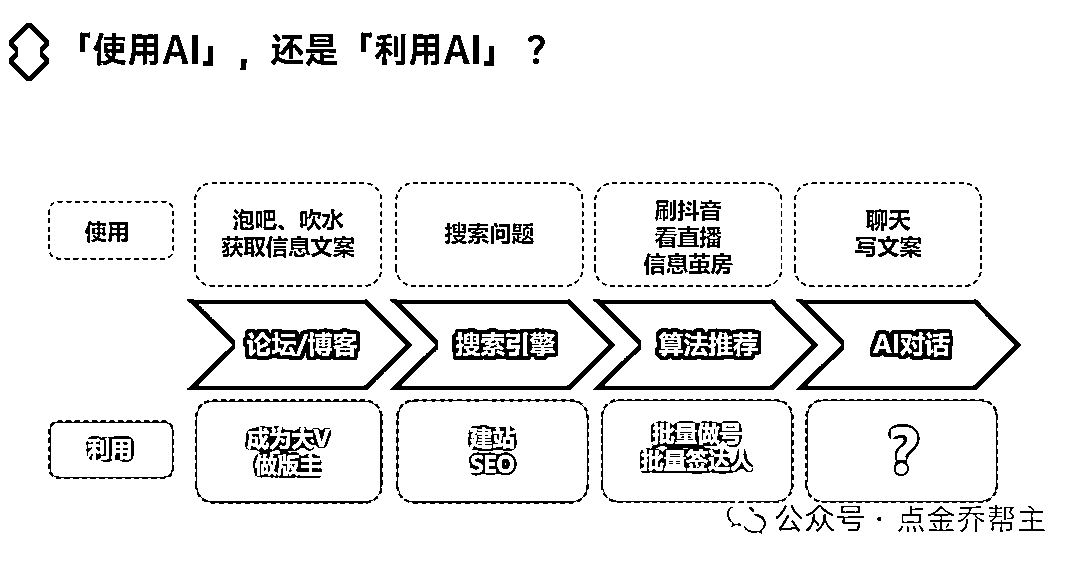 「使用AI」，还是「利用AI」？
使用
泡吧、吹水
获取信息文案
搜索问题
刷抖音
看直播
信息茧房
聊天
写文案
论坛/博客
搜索引擎
算法推荐
AI对话
利用
成为大V
做版主
建站
SEO
批量做号
批量签达人
?
公众号·点金乔帮主